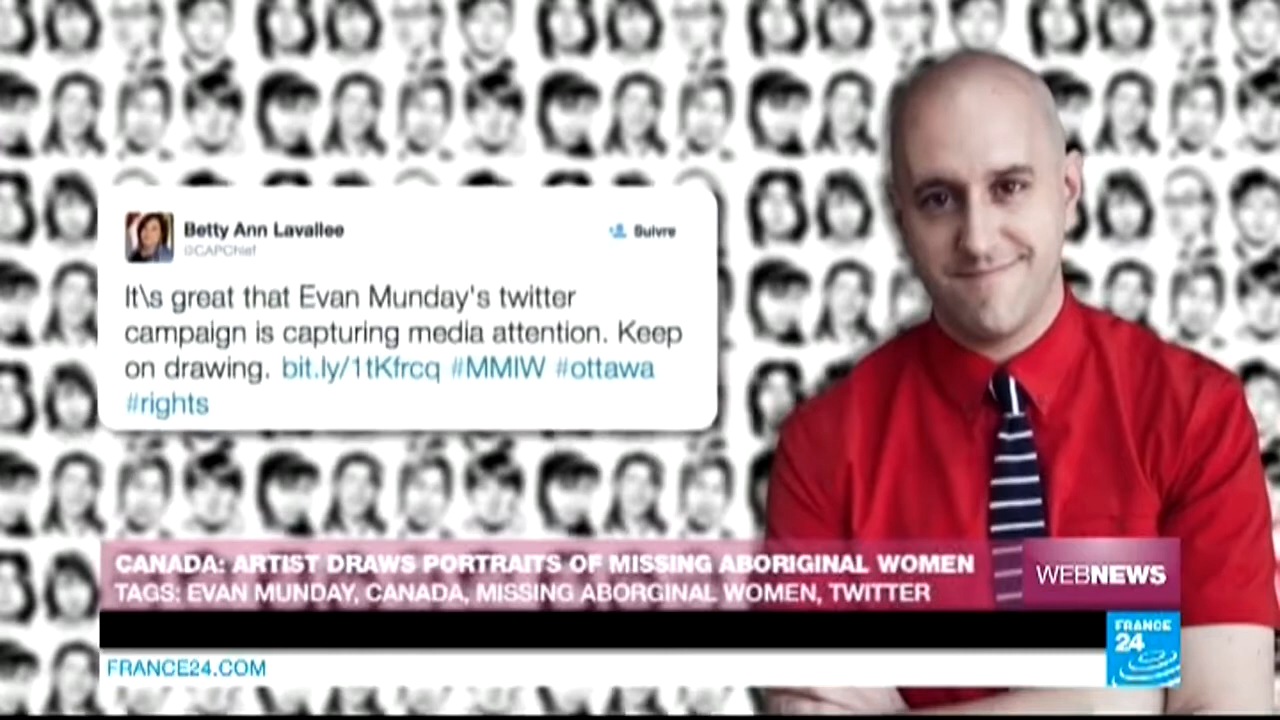 Betty Ann Lavallee
@CAPChief
Suivre
It\s great that Evan Munday's twitter
campaign is capturing media attention. Keep
on drawing. bit.ly/1tKfrcq #MMIW #ottawa
#rights
CANADA: ARTIST DRAWS PORTRAITS OF MISSING ABORIGINAL WOMEN
TAGS: EVAN MUNDAY, CANADA, MISSING ABORGINAL WOMEN, TWITTER
WEBNEWS
FRANCE
24
FRANCE24.COM